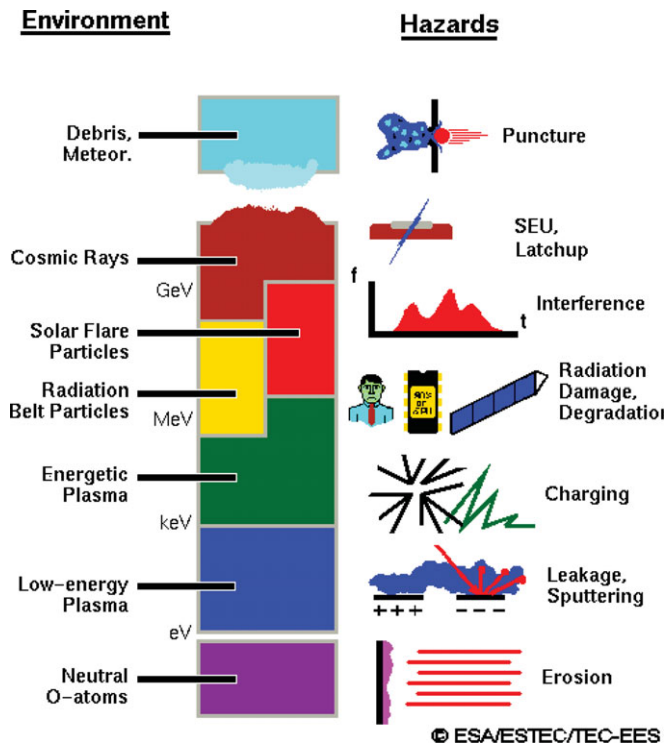 Environment
Hazards
Debris,
Meteor.
Puncture
Cosmic Rays
SEU,
Latchup
GeV
f
Interference
t
Solar Flare
Particles
Radiation
Belt Particles
MeV
Radiation
Damage,
Degradation
Energetic
Plasma
Charging
keV
Low-energy
Plasma
Leakage,
Sputtering
+ + + - - -
eV
Neutral
O-atoms
Erosion
© ESA/ESTEC/TEC-EES